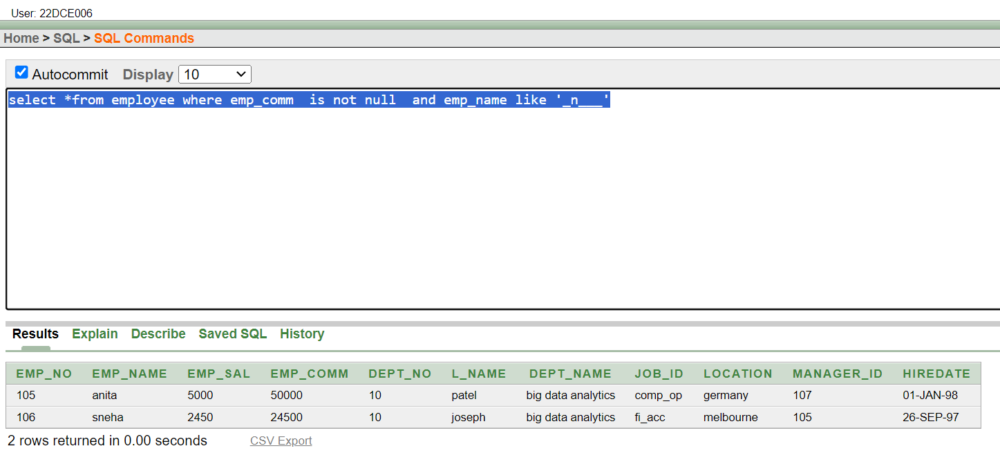 User: 22DCE006
Home > SQL > SQL Commands
Autocommit Display 10
select *from employee where emp_comm  is not null  and emp_name like '_n___'
Results Explain Describe Saved SQL History
EMP_NO EMP_NAME EMP_SAL EMP_COMM DEPT_NO L_NAME DEPT_NAME JOB_ID LOCATION MANAGER_ID HIREDATE
105 anita 5000 50000 10 patel big data analytics comp_op germany 107 01-JAN-98
106 sneha 2450 24500 10 joseph big data analytics fi_acc melbourne 105 26-SEP-97
2 rows returned in 0.00 seconds CSV Export